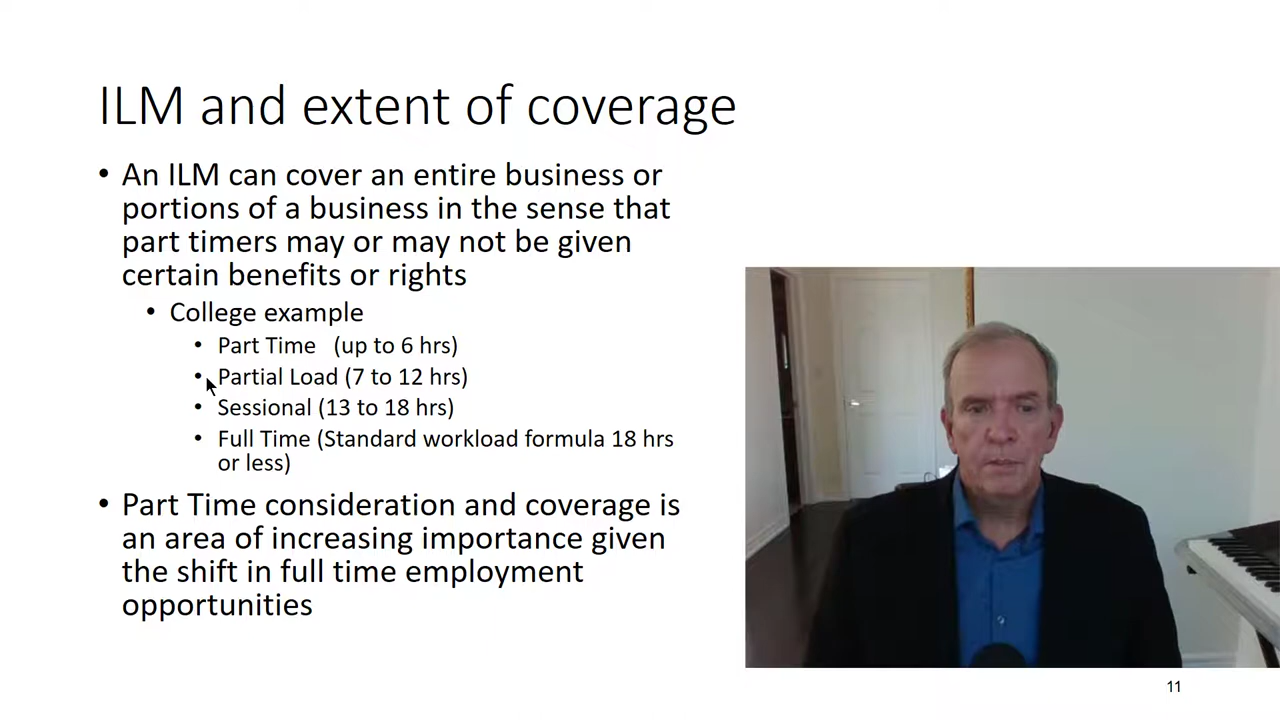 ILM and extent of coverage
• An ILM can cover an entire business or
portions of a business in the sense that
part timers may or may not be given
certain benefits or rights
• College example
• Part Time (up to 6 hrs)
• Partial Load (7 to 12 hrs)
• Sessional (13 to 18 hrs)
• Full Time (Standard workload formula 18 hrs
or less)
• Part Time consideration and coverage is
an area of increasing importance given
the shift in full time employment
opportunities
11